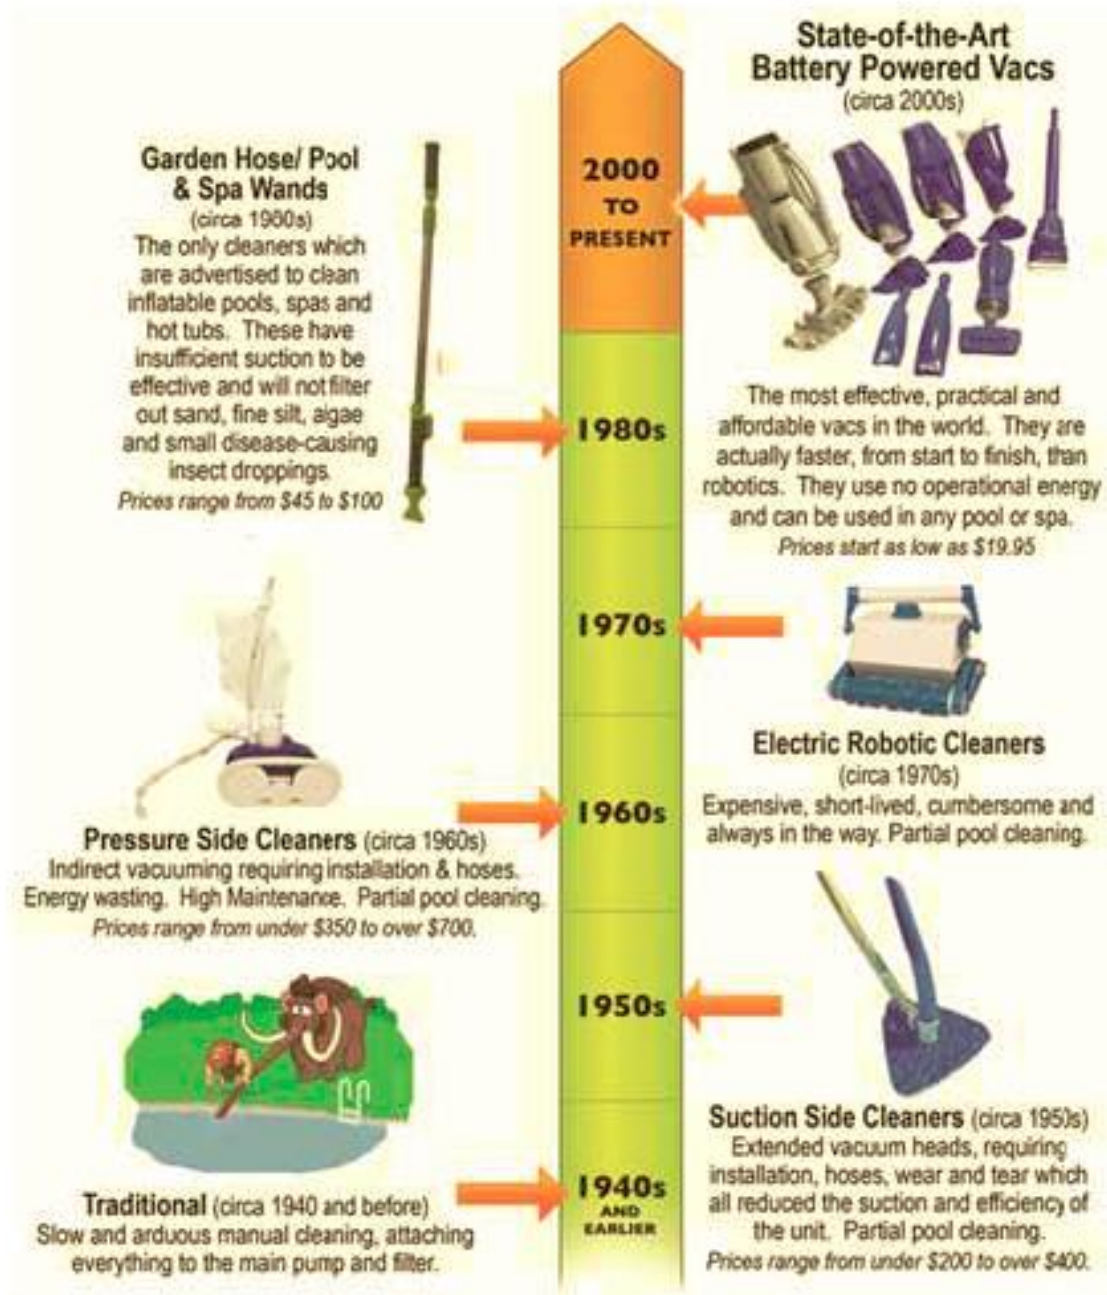 State-of-the-Art
Battery Powered Vacs
(circa 2000s)
2000
TO
PRESENT
The most effective, practical and
affordable vacs in the world. They are
actually faster, from start to finish, than
robotics. They use no operational energy
and can be used in any pool or spa.
Prices start as low as $19.95
Garden Hose/ Pool
& Spa Wands
(circa 1980s)
The only cleaners which
are advertised to clean
inflatable pools, spas and
hot tubs. These have
insufficient suction to be
effective and will not filter
out sand, fine silt, algae
and small disease-causing
insect droppings.
Prices range from $45 to $100
1980s
1970s
Electric Robotic Cleaners
(circa 1970s)
Expensive, short-lived, cumbersome and
always in the way. Partial pool cleaning.
1960s
Pressure Side Cleaners (circa 1960s)
Indirect vacuuming requiring installation & hoses.
Energy wasting. High Maintenance. Partial pool cleaning.
Prices range from under $350 to over $700.
1950s
Suction Side Cleaners (circa 1950s)
Extended vacuum heads, requiring
installation, hoses, wear and tear which
all reduced the suction and efficiency of
the unit. Partial pool cleaning.
Prices range from under $200 to over $400.
1940s
AND
EARLIER
Traditional (circa 1940 and before)
Slow and arduous manual cleaning, attaching
everything to the main pump and filter.